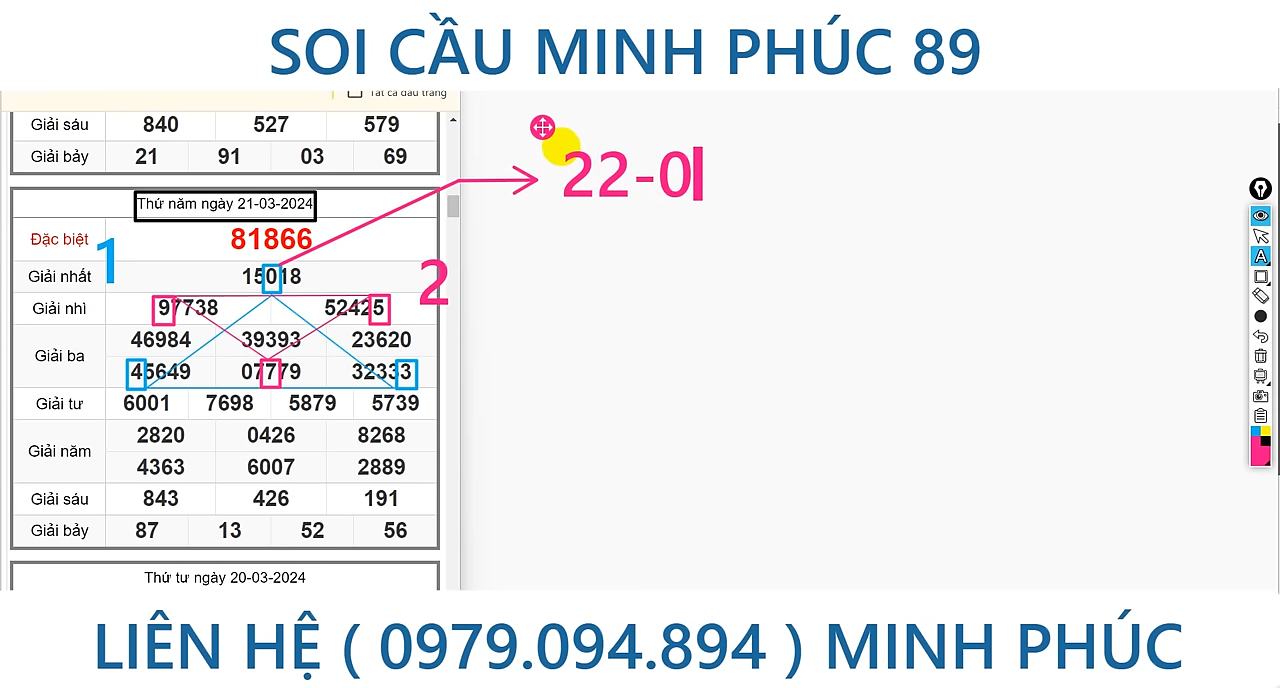 SOI CẦU MINH PHÚC 89
Tất cả dấu trang
Giải sáu 840 527 579
Giải bảy 21 91 03 69
Thứ năm ngày 21-03-2024
Đặc biệt 81866
1
Giải nhất 15018
2
Giải nhì 97738 52425
Giải ba 46984 39393 23620
45649 07779 32333
Giải tư 6001 7698 5879 5739
Giải năm 2820 0426 8268
4363 6007 2889
Giải sáu 843 426 191
Giải bảy 87 13 52 56
Thứ tư ngày 20-03-2024
22-0
A
LIÊN HỆ ( 0979.094.894 ) MINH PHÚC